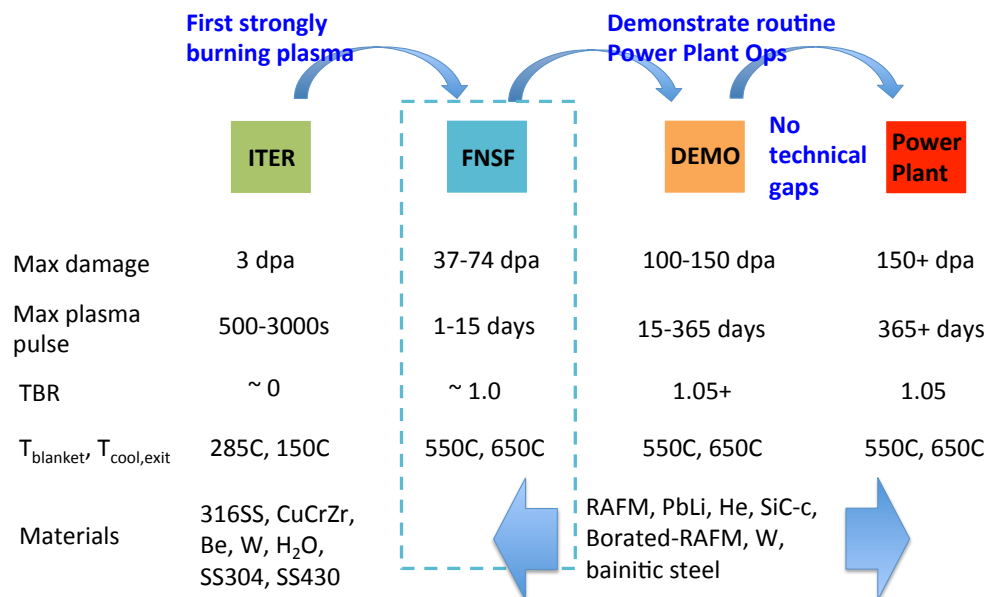 First strongly
burning plasma
Demonstrate routine
Power Plant Ops
ITER
FNSF
DEMO
No
technical
gaps
Power
Plant
Max damage
3 dpa
37-74 dpa
100-150 dpa
150+ dpa
Max plasma
pulse
500-3000s
1-15 days
15-365 days
365+ days
TBR
~ 0
~ 1.0
1.05+
1.05
T_blanket, T_cool,exit
285C, 150C
550C, 650C
550C, 650C
550C, 650C
Materials
316SS, CuCrZr,
Be, W, H₂O,
SS304, SS430
RAFM, PbLi, He, SiC-c,
Borated-RAFM, W,
bainitic steel